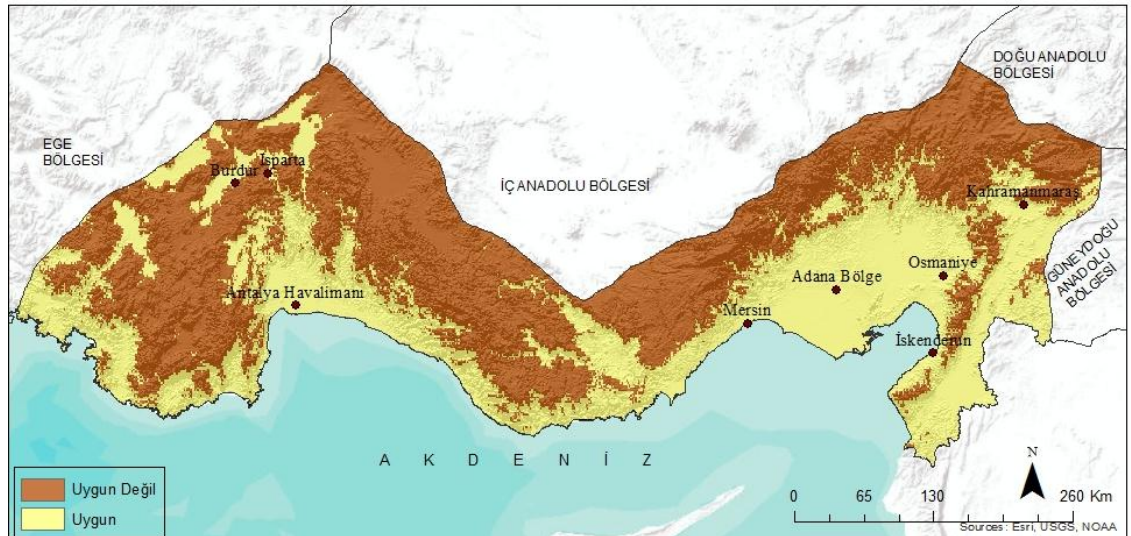 DOĞU ANADOLU
BÖLGESİ
EGE
BÖLGESİ
Burdur
Isparta
İÇ ANADOLU BÖLGESİ
Kahramanmaraş
GÜNEYDOĞU
ANADOLU
BÖLGESİ
Antalya Havalimanı
Adana Bölge
Osmaniye
Mersin
İskenderun
A K D E N İ Z
N
Uygun Değil
Uygun
0 65 130 260 Km
Sources: Esri, USGS, NOAA